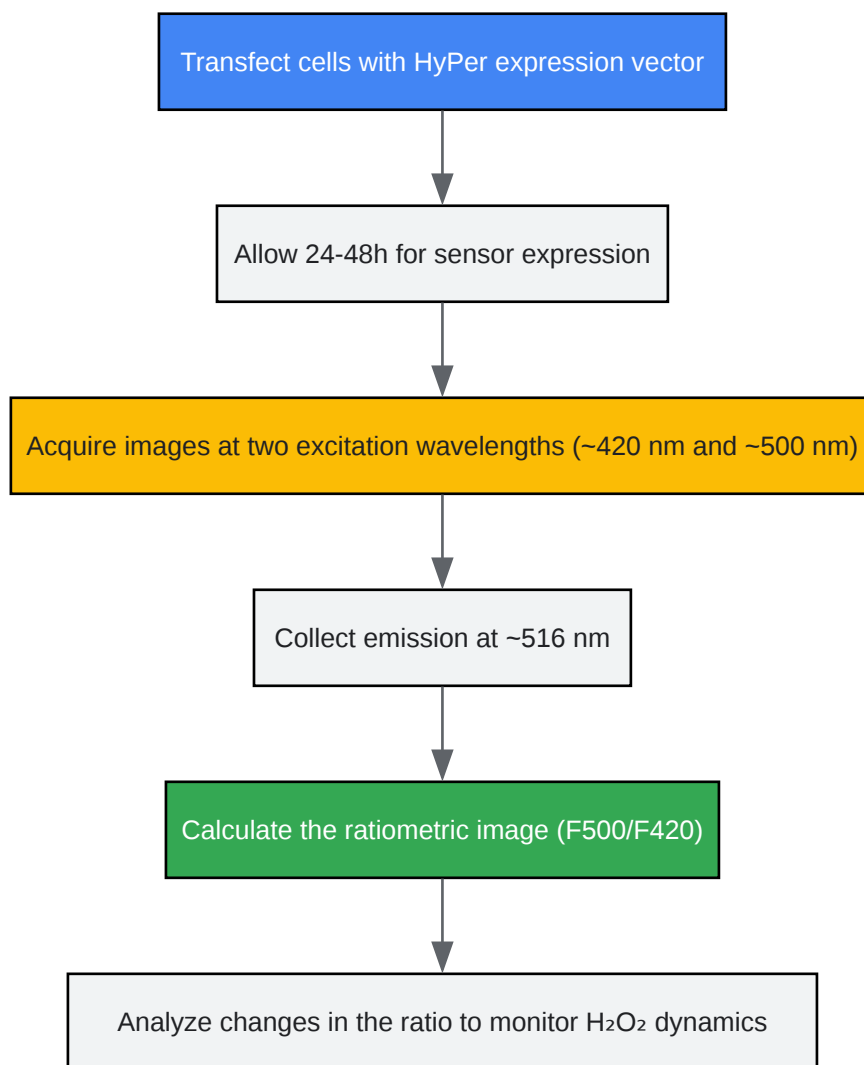 Transfect cells with HyPer expression vector
Allow 24-48h for sensor expression
Acquire images at two excitation wavelengths (~420 nm and ~500 nm)
Collect emission at ~516 nm
Calculate the ratiometric image (F500/F420)
Analyze changes in the ratio to monitor H₂O₂ dynamics